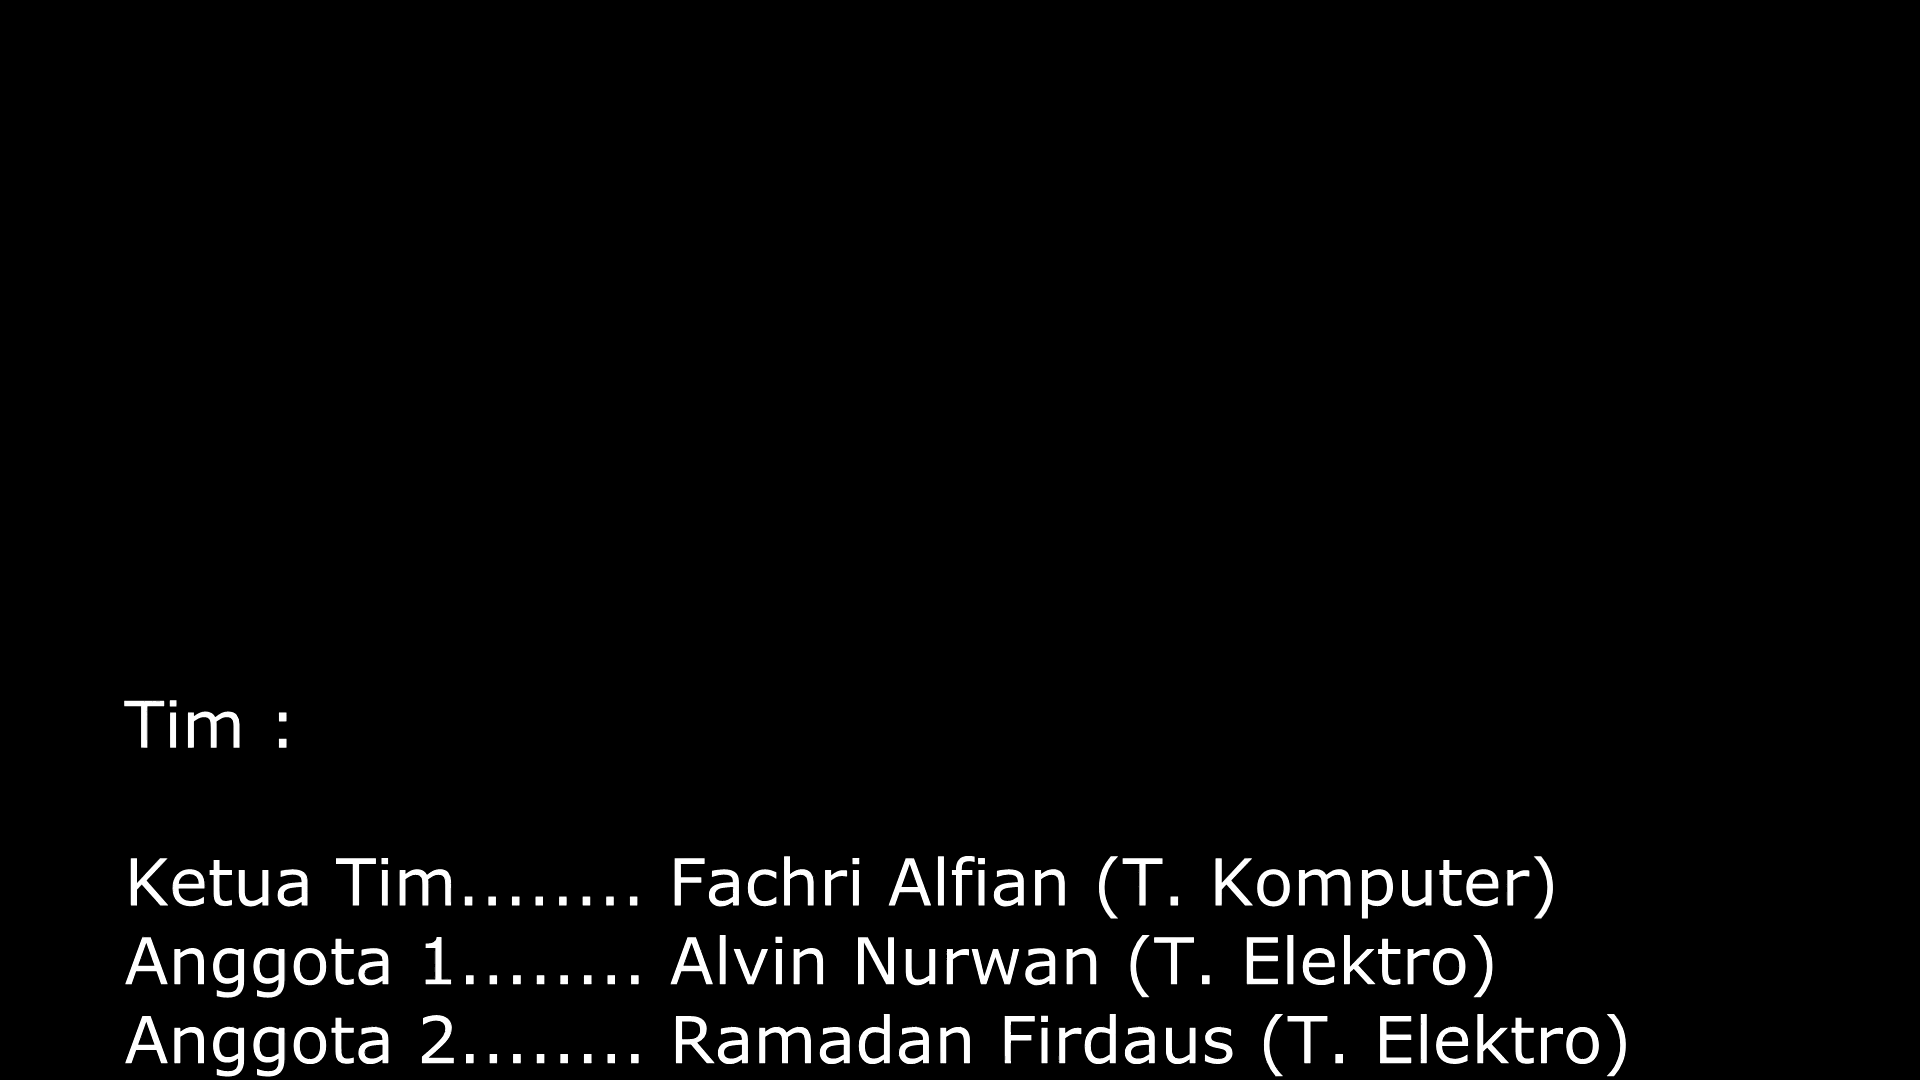 Tim :
Ketua Tim........ Fachri Alfian (T. Komputer)
Anggota 1........ Alvin Nurwan (T. Elektro)
Anggota 2........ Ramadan Firdaus (T. Elektro)